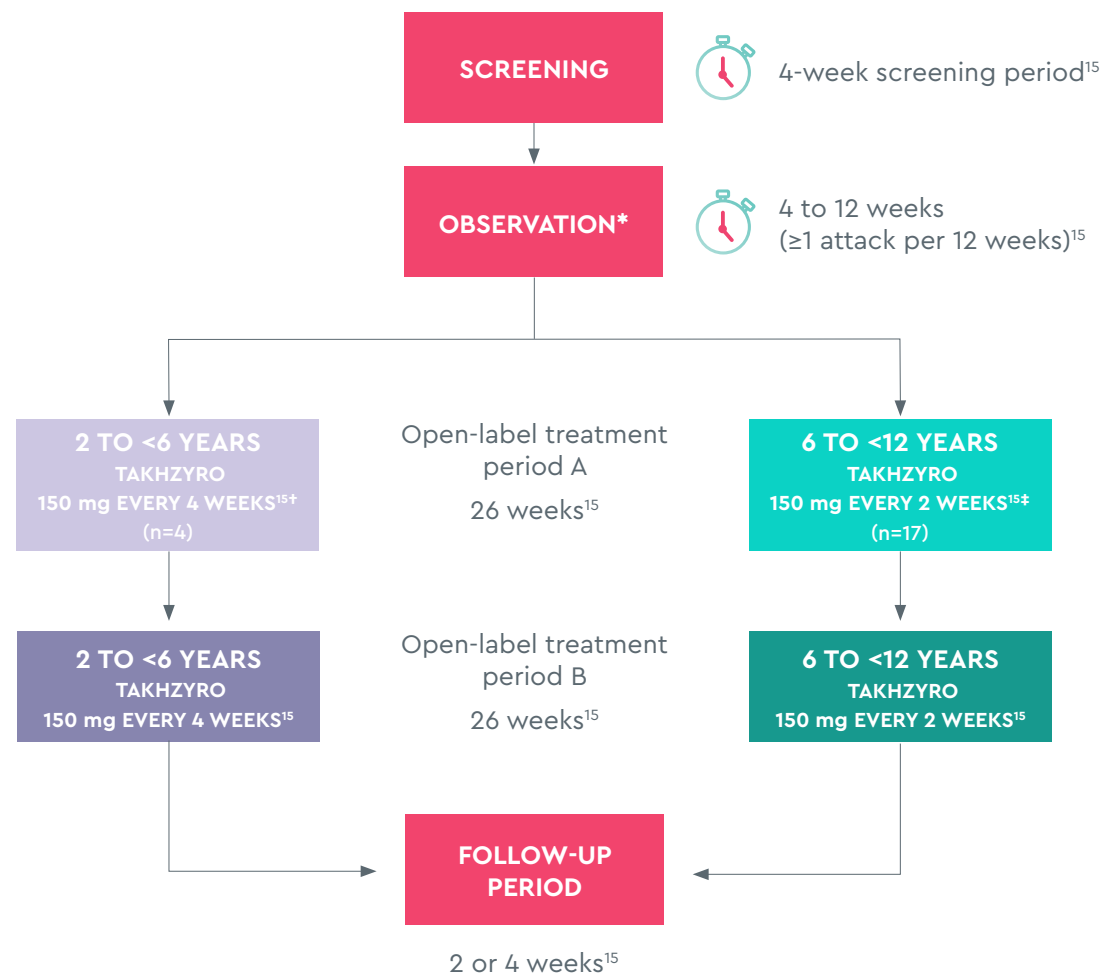 SCREENING
4-week screening period¹⁵
OBSERVATION*
4 to 12 weeks
(≥1 attack per 12 weeks)¹⁵
2 TO <6 YEARS
TAKHZYRO
150 mg EVERY 4 WEEKS¹⁵†
(n=4)
Open-label treatment
period A
26 weeks¹⁵
6 TO <12 YEARS
TAKHZYRO
150 mg EVERY 2 WEEKS¹⁵‡
(n=17)
2 TO <6 YEARS
TAKHZYRO
150 mg EVERY 4 WEEKS¹⁵
Open-label treatment
period B
26 weeks¹⁵
6 TO <12 YEARS
TAKHZYRO
150 mg EVERY 2 WEEKS¹⁵
FOLLOW-UP
PERIOD
2 or 4 weeks¹⁵